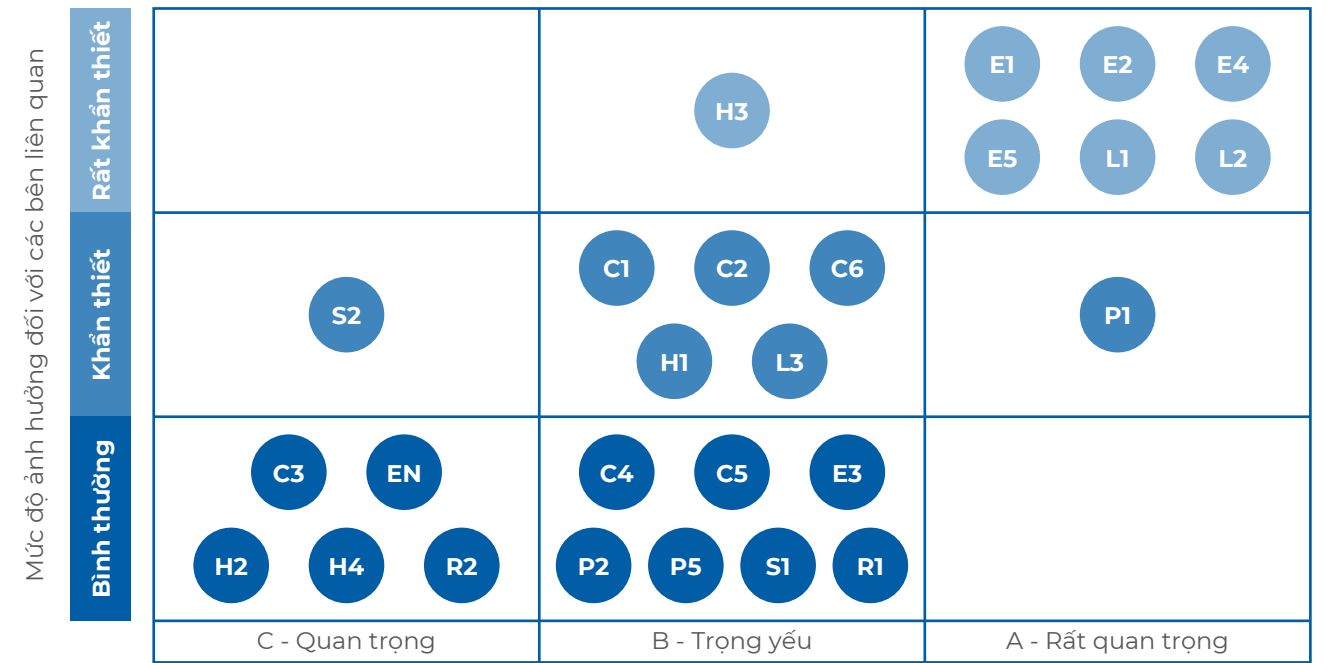 Mức độ ảnh hưởng đối với các bên liên quan
Rất khẩn thiết
H3
E1 E2 E4
E5 L1 L2
Khẩn thiết
S2
C1 C2 C6
H1 L3
P1
Bình thường
C3 EN
H2 H4 R2
C4 C5 E3
P2 P5 S1 R1
C - Quan trọng
B - Trọng yếu
A - Rất quan trọng